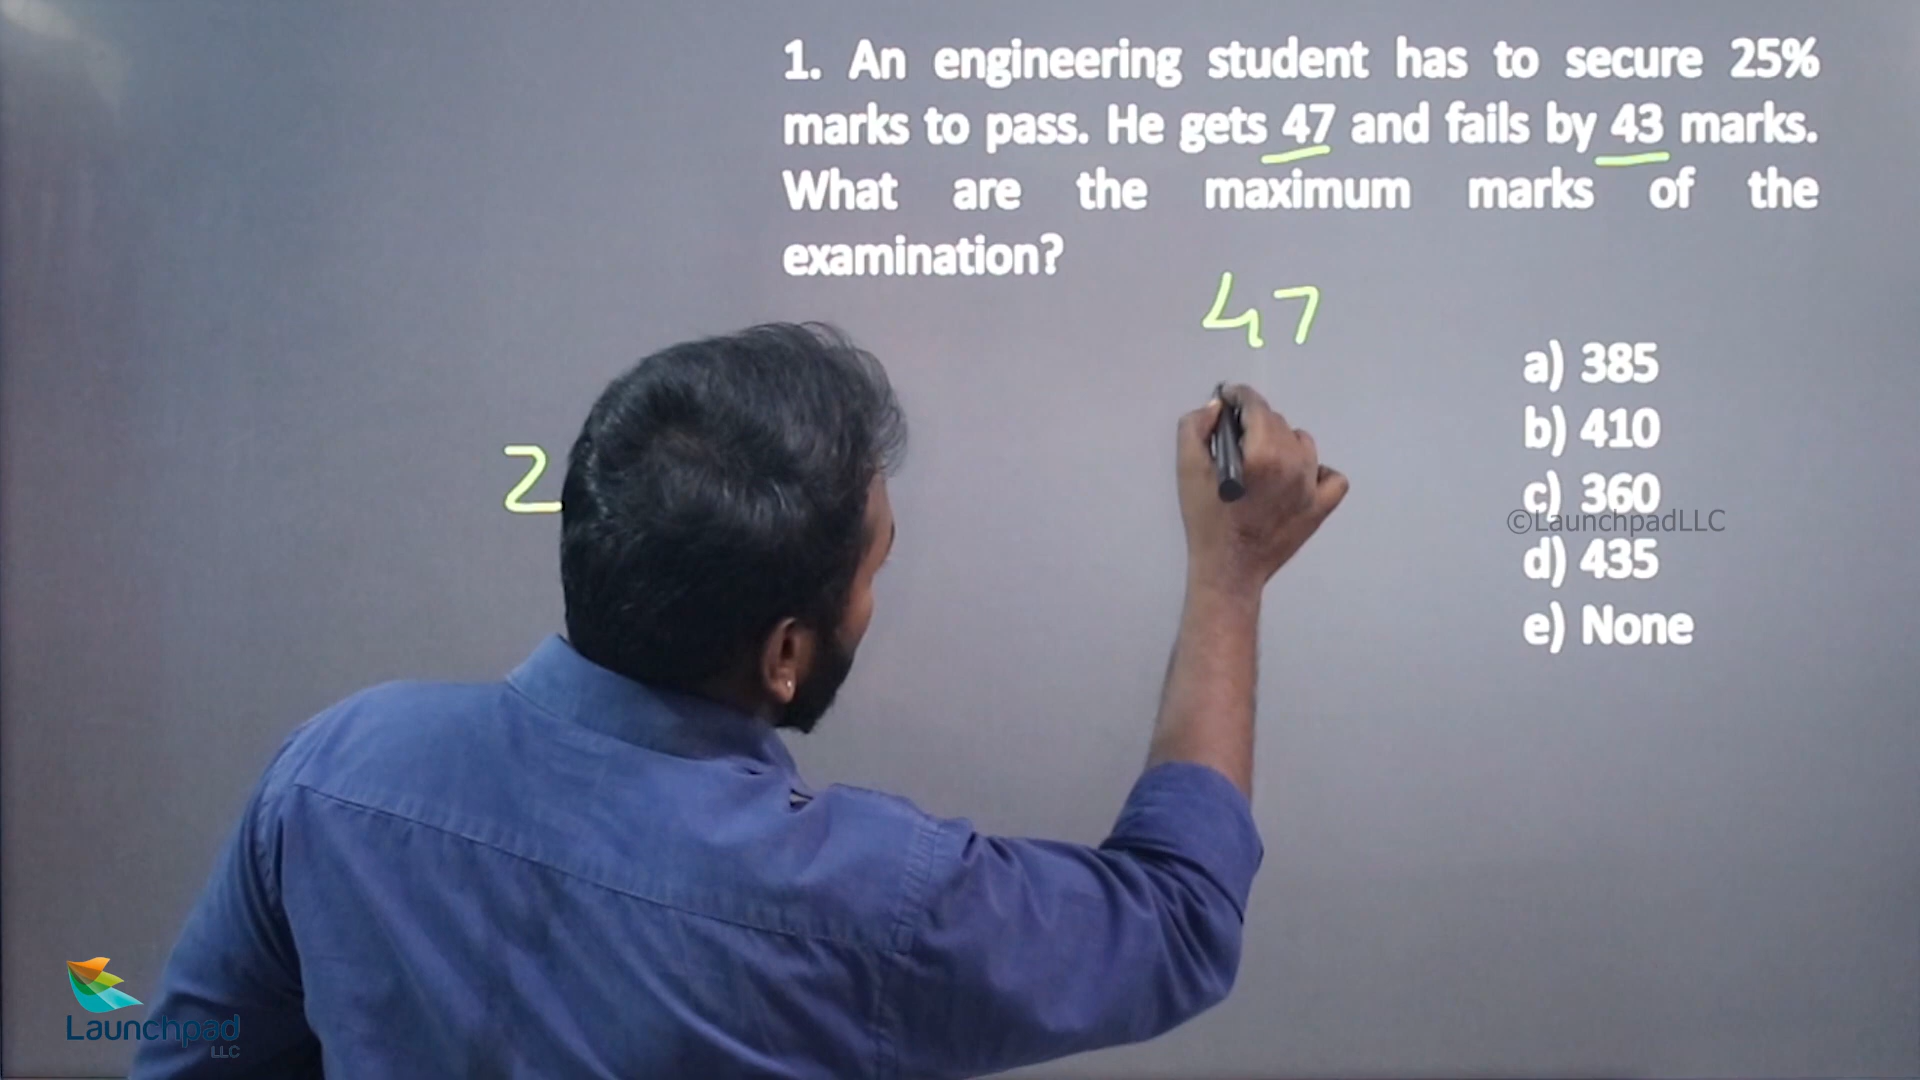 1. An engineering student has to secure 25%
marks to pass. He gets 47 and fails by 43 marks.
What are the maximum marks of the
examination?
47
2
a) 385
b) 410
c) 360
©LaunchpadLLC
d) 435
e) None
Launchpad
LLC